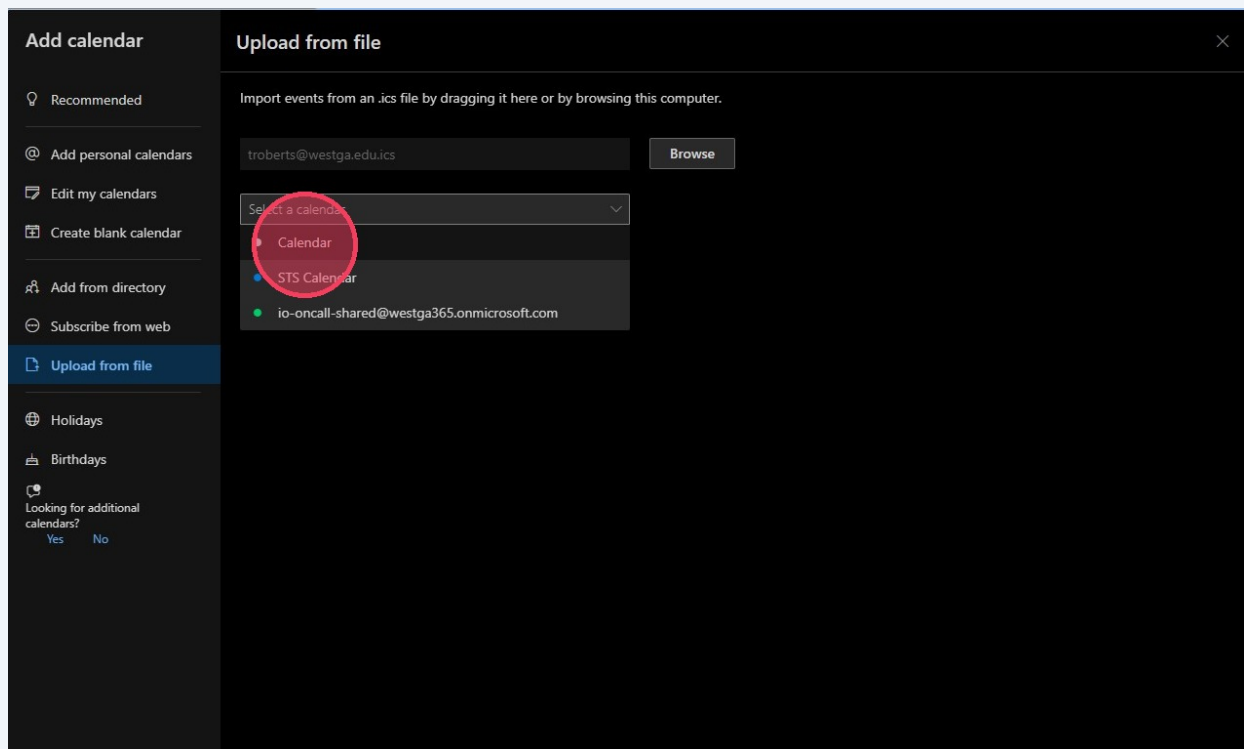 Add calendar
Recommended
Add personal calendars
Edit my calendars
Create blank calendar
Add from directory
Subscribe from web
Upload from file
Holidays
Birthdays
Looking for additional
calendars?
Yes No
Upload from file
Import events from an .ics file by dragging it here or by browsing this computer.
troberts@westga.edu.ics
Browse
Select a calendar
Calendar
STS Calendar
io-oncall-shared@westga365.onmicrosoft.com